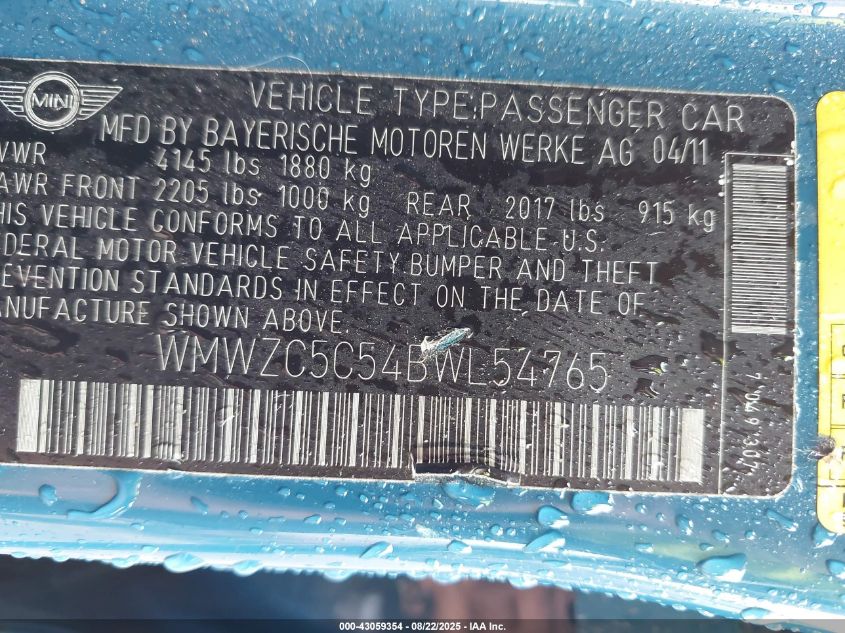 MINI
VEHICLE TYPE:PASSENGER CAR
MFD BY BAYERISCHE MOTOREN WERKE AG 04/11
VWR 4145 lbs 1880 kg
AWR FRONT 2205 lbs 1000 kg REAR 2017 lbs 915 kg
HIS VEHICLE CONFORMS TO ALL APPLICABLE U.S.
DERAL MOTOR VEHICLE SAFETY BUMPER AND THEFT
EVENTION STANDARDS IN EFFECT ON THE DATE OF
ANUFACTURE SHOWN ABOVE.
WMWZC5C54BWL54765
000-43059354 - 08/22/2025 - IAA Inc.